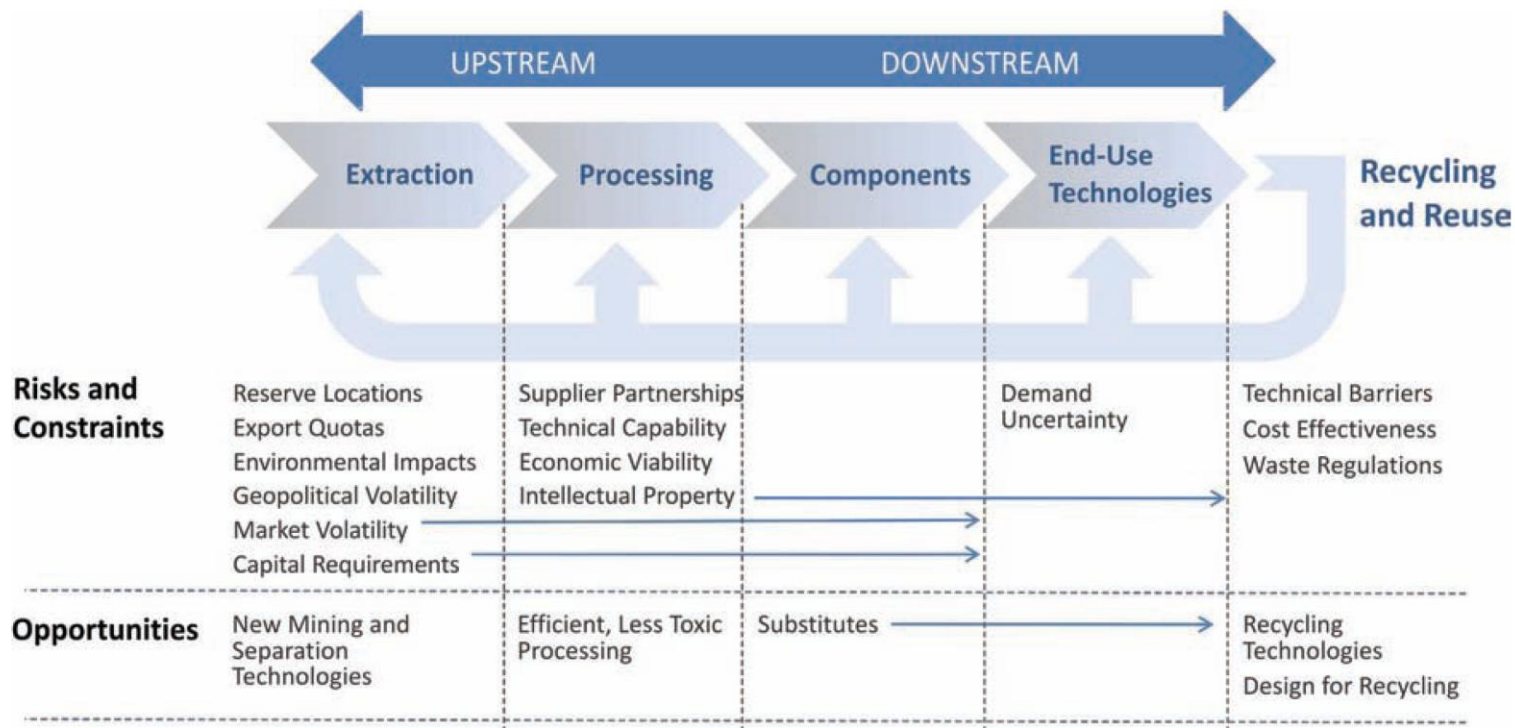 UPSTREAM
DOWNSTREAM
Extraction
Processing
Components
End-Use
Technologies
Recycling
and Reuse
Risks and
Constraints
Reserve Locations
Export Quotas
Environmental Impacts
Geopolitical Volatility
Market Volatility
Capital Requirements
Supplier Partnerships
Technical Capability
Economic Viability
Intellectual Property
Demand
Uncertainty
Technical Barriers
Cost Effectiveness
Waste Regulations
Opportunities
New Mining and
Separation
Technologies
Efficient, Less Toxic
Processing
Substitutes
Recycling
Technologies
Design for Recycling